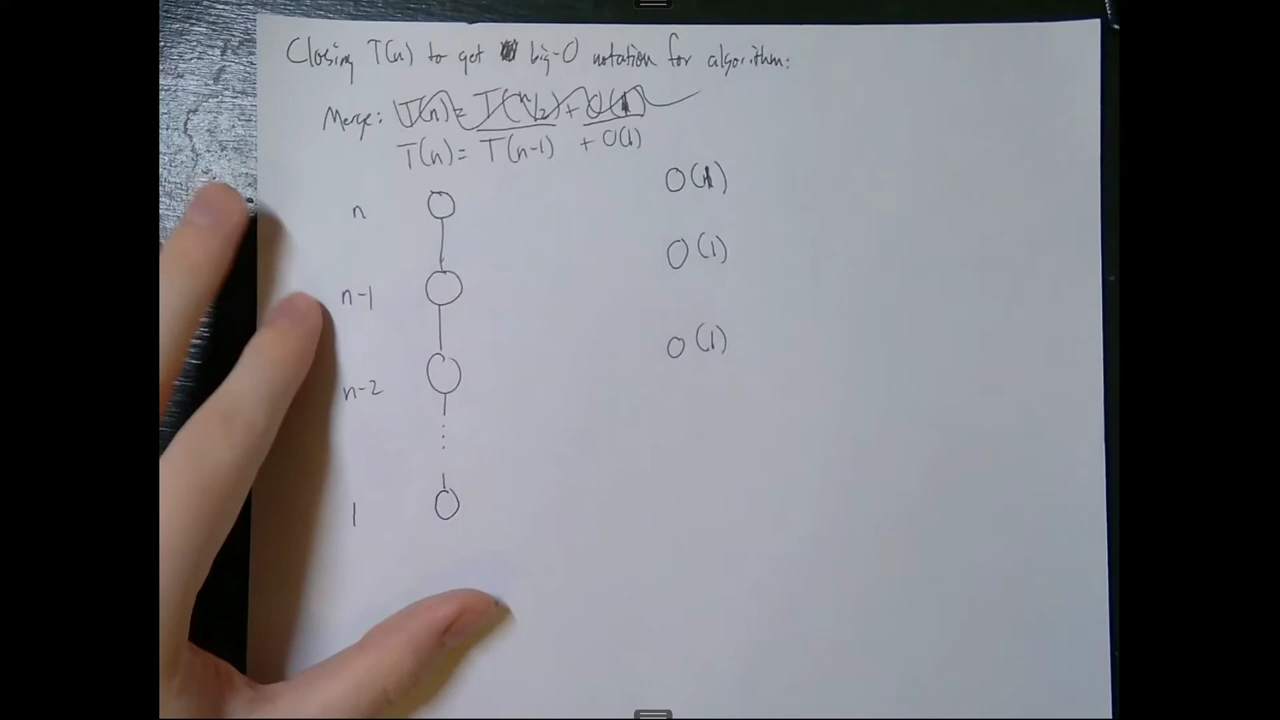 Closing T(n) to get big-O notation for algorithm:
Merge: T(n) = T(n/2) + O(1)
T(n) = T(n-1) + O(1)
n O(1)
n-1 O(1)
n-2 O(1)
1